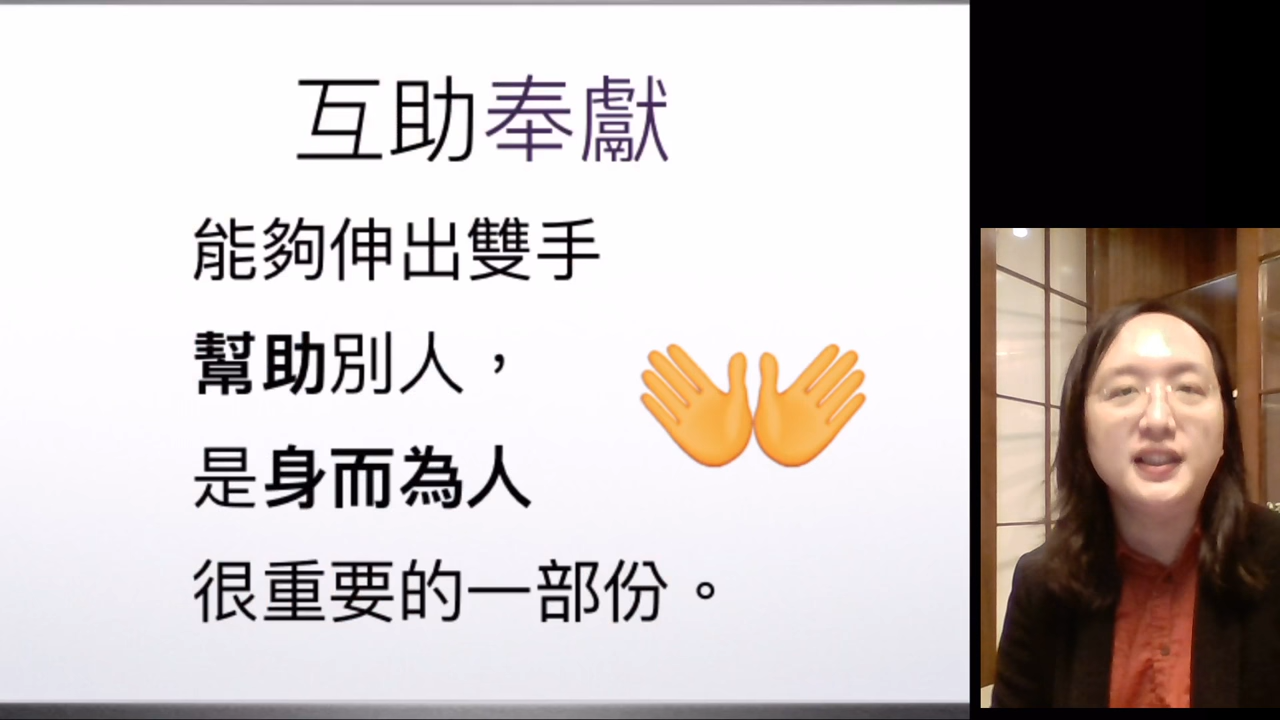 互助奉獻
能夠伸出雙手
幫助別人，
是身而為人
很重要的一部份。